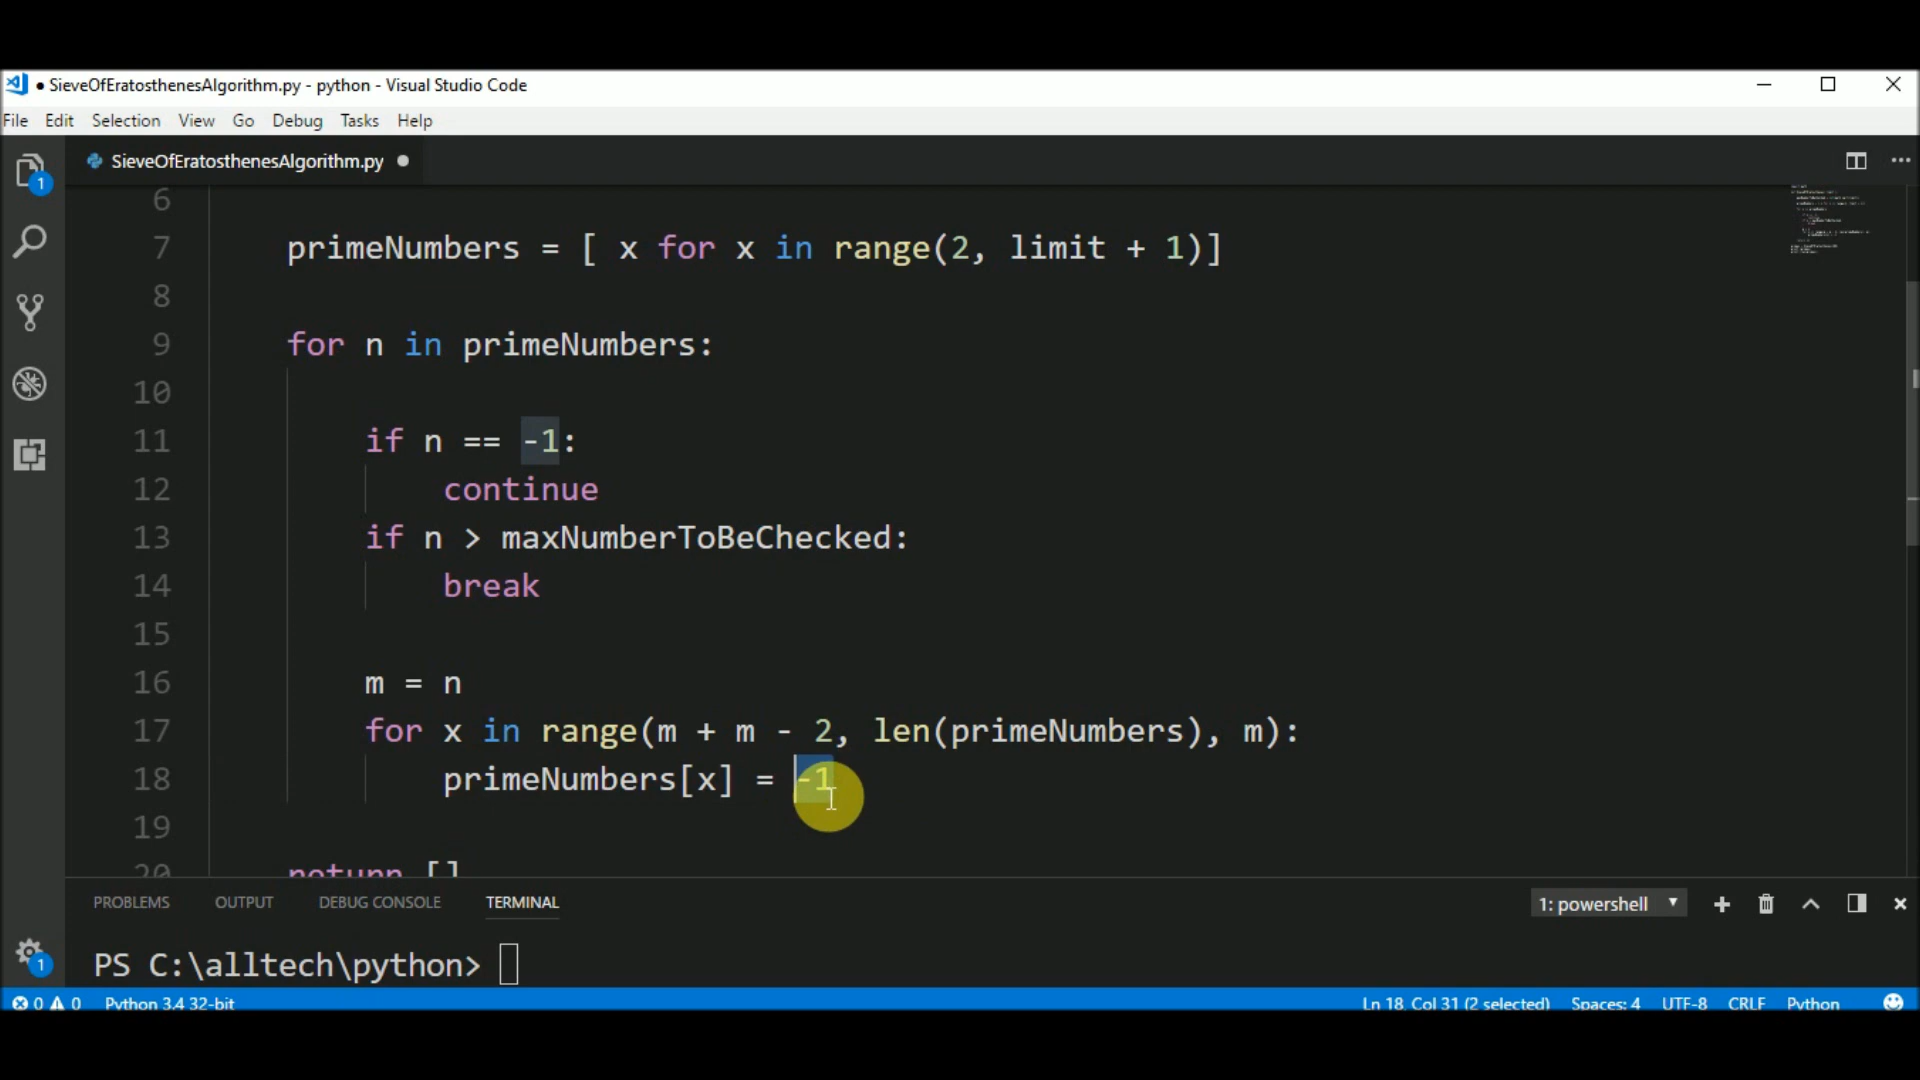 ● SieveOfEratosthenesAlgorithm.py - python - Visual Studio Code
File Edit Selection View Go Debug Tasks Help
SieveOfEratosthenesAlgorithm.py ●
6
7 primeNumbers = [ x for x in range(2, limit + 1)]
8
9 for n in primeNumbers:
10
11 if n == -1:
12 continue
13 if n > maxNumberToBeChecked:
14 break
15
16 m = n
17 for x in range(m + m - 2, len(primeNumbers), m):
18 primeNumbers[x] = -1
19
20 return []
PROBLEMS OUTPUT DEBUG CONSOLE TERMINAL 1: powershell
PS C:\alltech\python>
0 0 Python 3.4 32-bit Ln 18, Col 31 (2 selected) Spaces: 4 UTF-8 CRLF Python
1
1